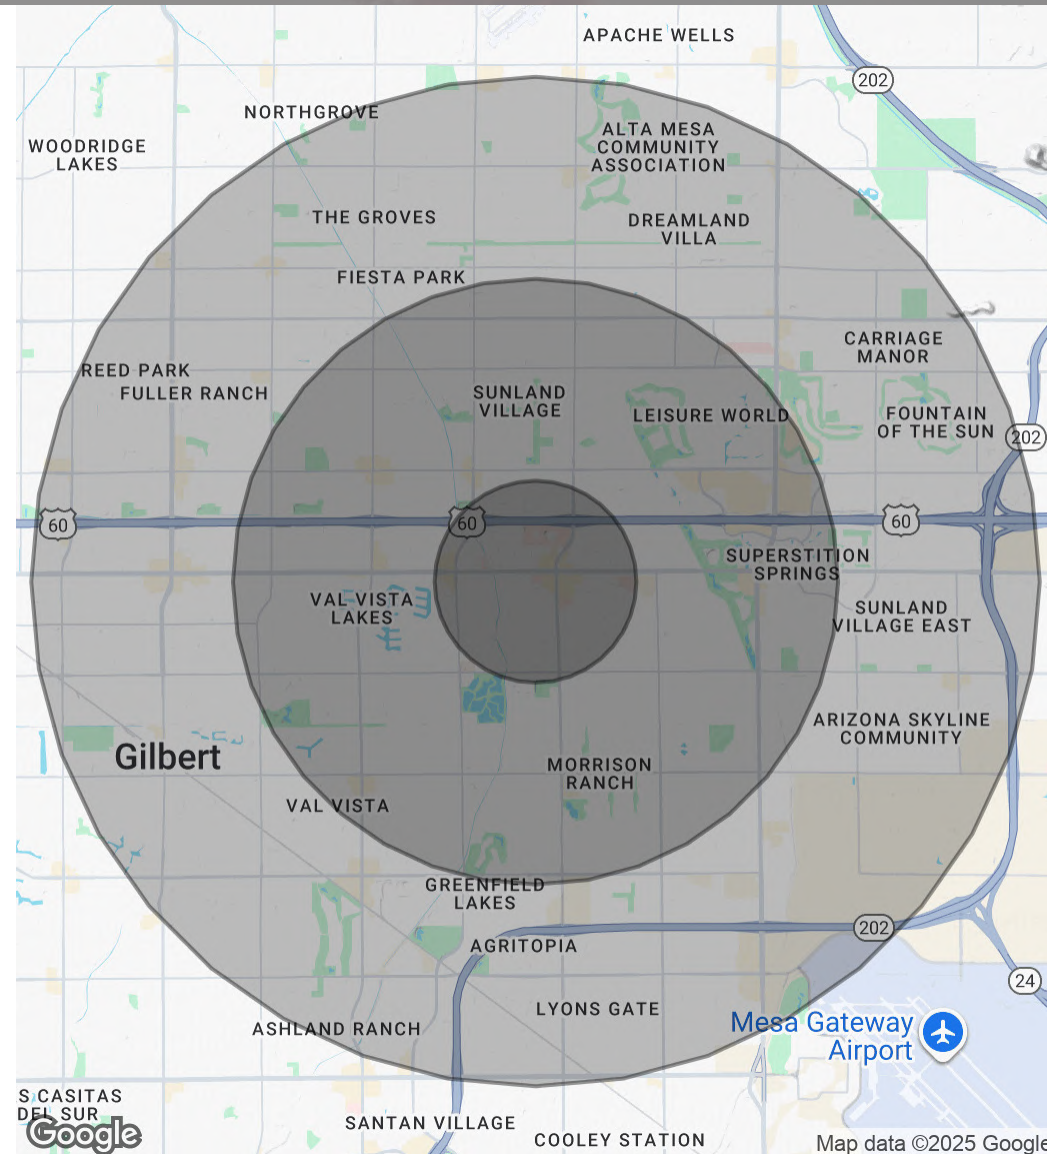 APACHE WELLS
202
NORTHGROVE
ALTA MESA
COMMUNITY
ASSOCIATION
WOODRIDGE
LAKES
THE GROVES
DREAMLAND
VILLA
FIESTA PARK
CARRIAGE
MANOR
REED PARK
FULLER RANCH
SUNLAND
VILLAGE
LEISURE WORLD
FOUNTAIN
OF THE SUN
202
60
60
60
SUPERSTITION
SPRINGS
VAL VISTA
LAKES
SUNLAND
VILLAGE EAST
ARIZONA SKYLINE
COMMUNITY
Gilbert
MORRISON
RANCH
VAL VISTA
GREENFIELD
LAKES
202
AGRITOPIA
24
LYONS GATE
Mesa Gateway
Airport
ASHLAND RANCH
S CASITAS
DEL SUR
Google
SANTAN VILLAGE
COOLEY STATION
Map data ©2025 Google